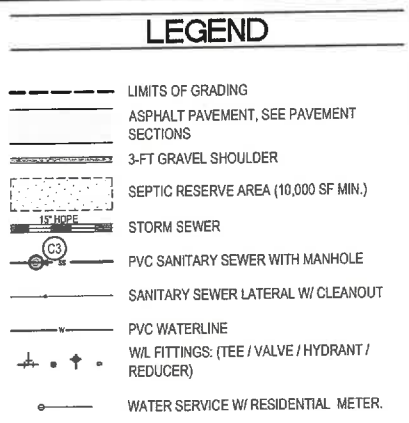 LEGEND
LIMITS OF GRADING
ASPHALT PAVEMENT, SEE PAVEMENT
SECTIONS
3-FT GRAVEL SHOULDER
SEPTIC RESERVE AREA (10,000 SF MIN.)
15" HDPE
STORM SEWER
C3
SS
PVC SANITARY SEWER WITH MANHOLE
SANITARY SEWER LATERAL W/ CLEANOUT
W
PVC WATERLINE
W/L FITTINGS: (TEE / VALVE / HYDRANT /
REDUCER)
WATER SERVICE W/ RESIDENTIAL METER.